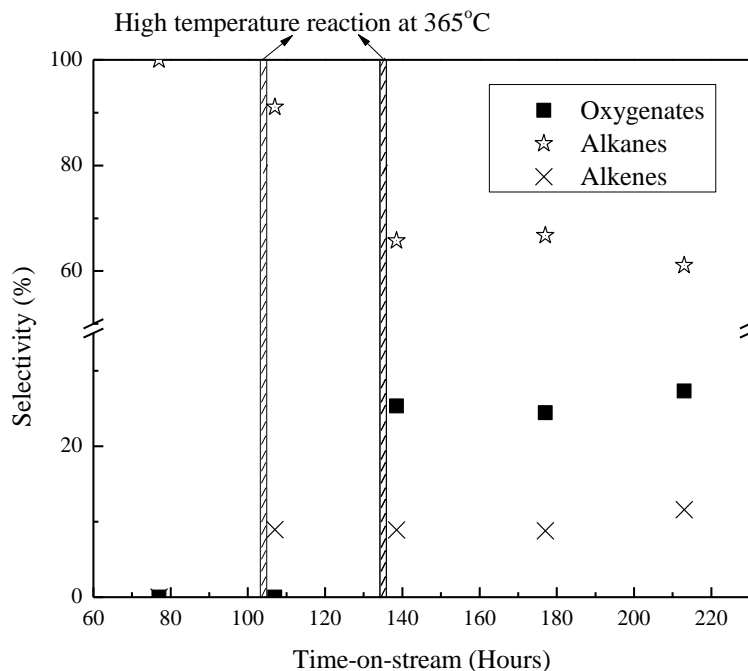 High temperature reaction at 365°C
100
80
60
20
0
Selectivity (%)
Oxygenates
Alkanes
Alkenes
60 80 100 120 140 160 180 200 220
Time-on-stream (Hours)